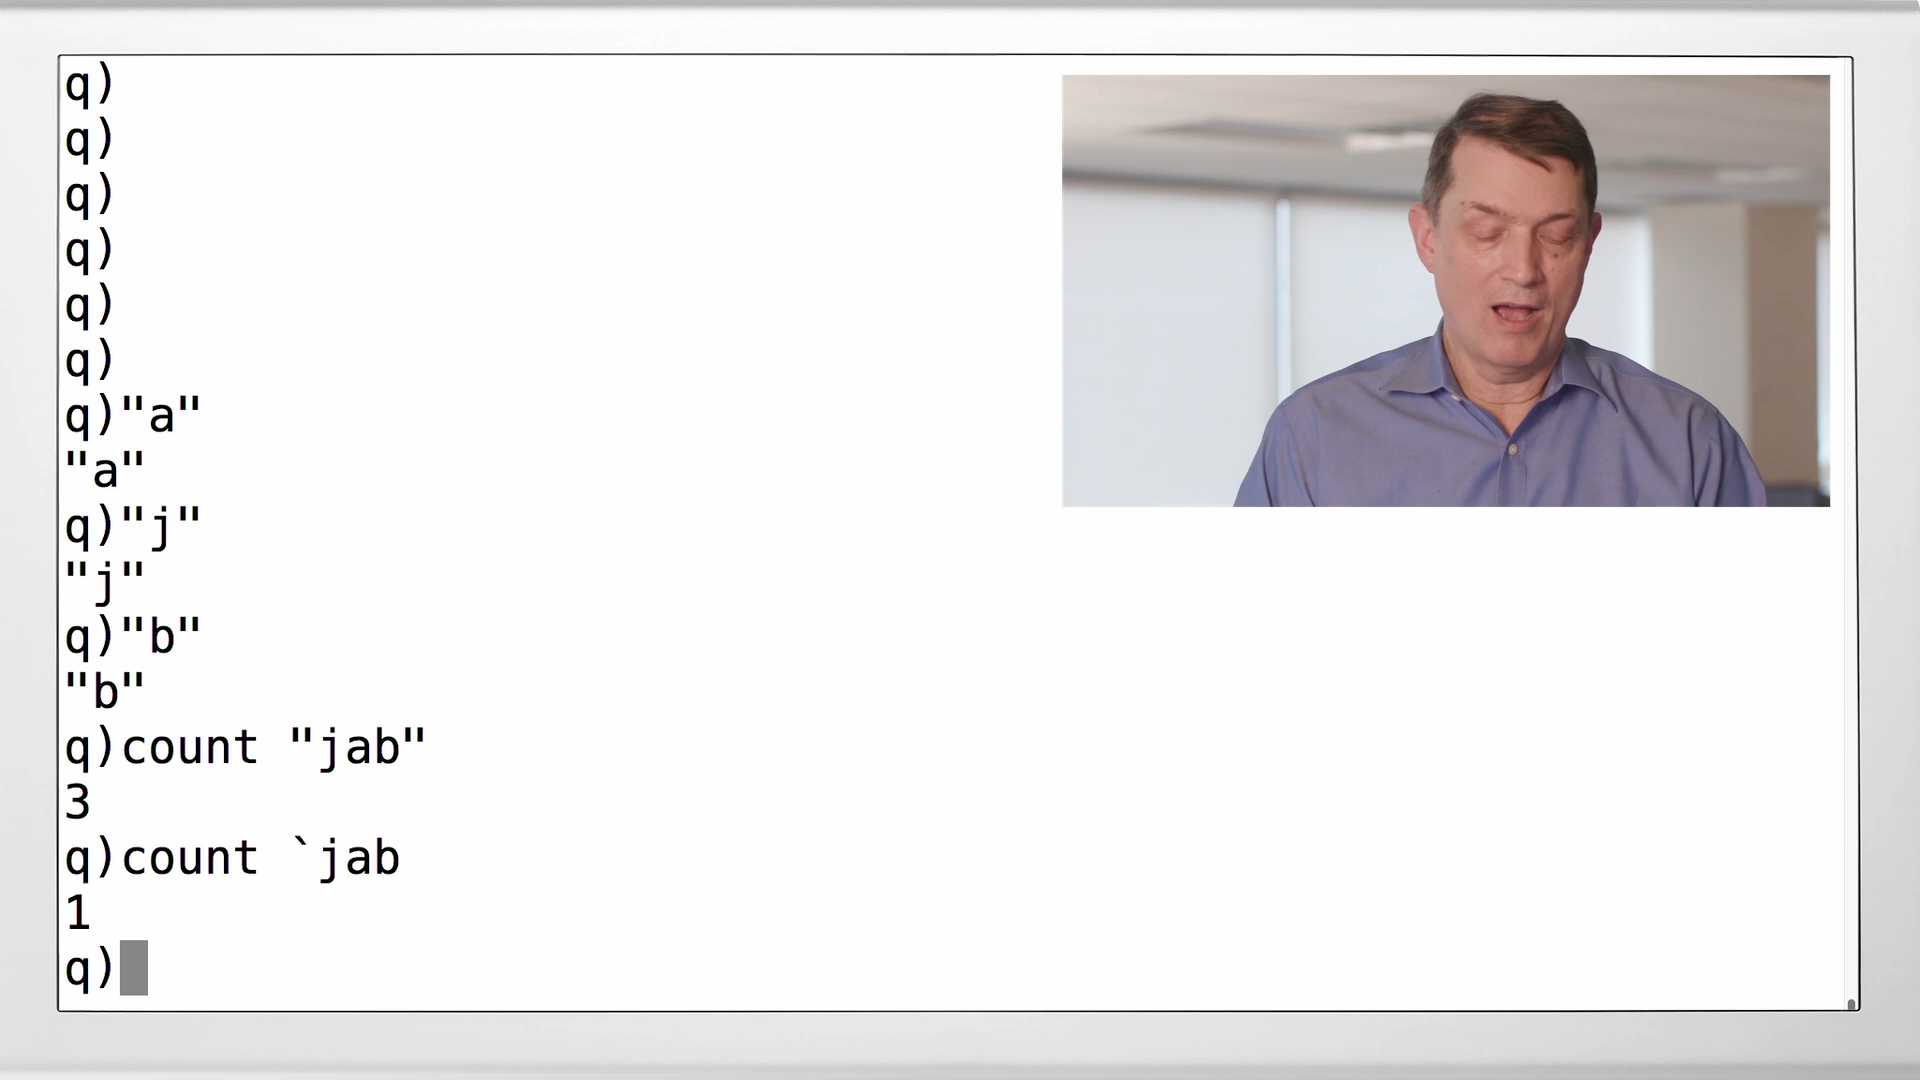 q)
q)
q)
q)
q)
q)
q)"a"
"a"
q)"j"
"j"
q)"b"
"b"
q)count "jab"
3
q)count `jab
1
q)